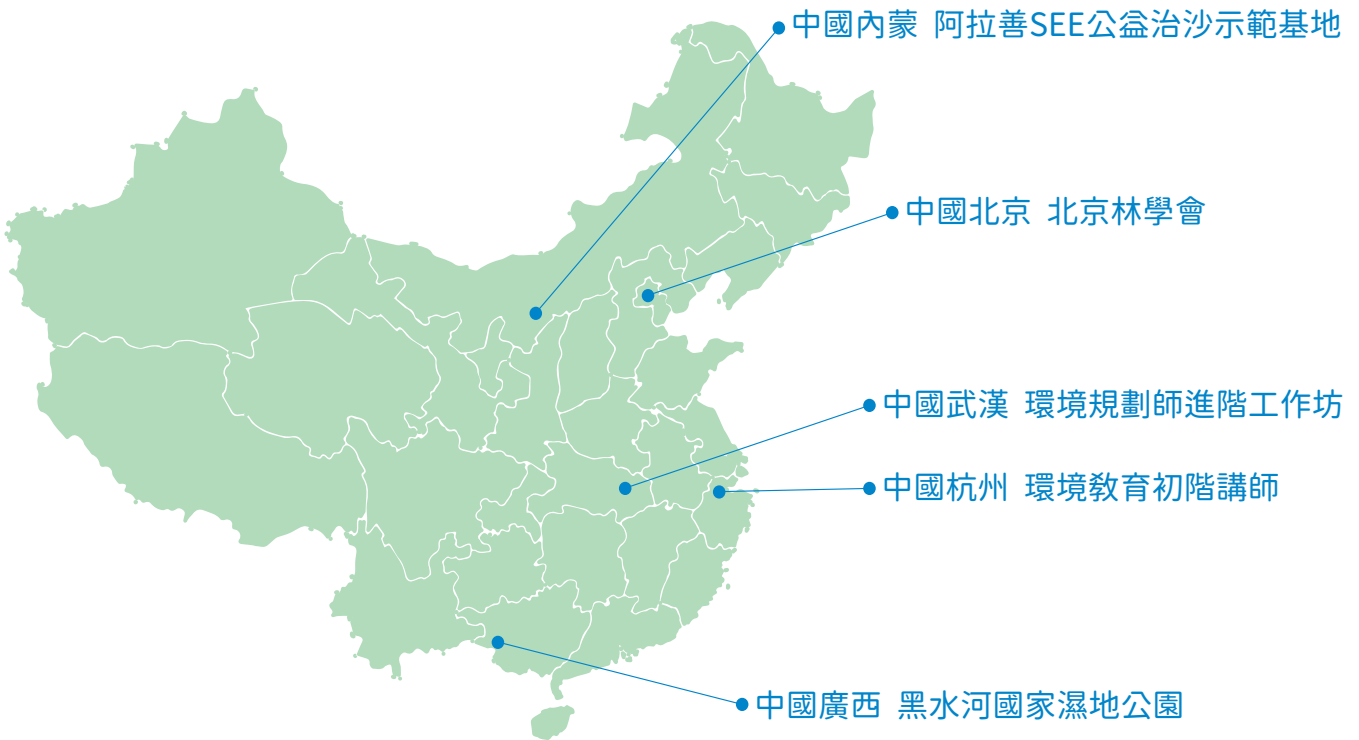 中國內蒙 阿拉善SEE公益治沙示範基地
中國北京 北京林學會
中國武漢 環境規劃師進階工作坊
中國杭州 環境教育初階講師
中國廣西 黑水河國家濕地公園